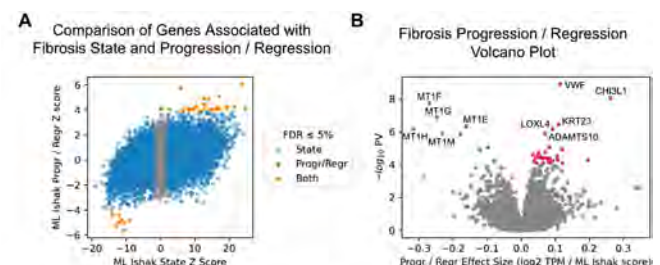 A
Comparison of Genes Associated with
Fibrosis State and Progression / Regression
ML Ishak Progr / Regr Z score
6
4
2
0
−2
−4
−6
−20
−10
0
10
20
ML Ishak State Z Score
FDR ≤ 5%
State
Progr/Regr
Both
B
Fibrosis Progression / Regression
Volcano Plot
−log₁₀ PV
8
6
4
2
0
VWF
CHI3L1
MT1F
MT1G
MT1E
MT1H
MT1M
LOXL4
KRT23
ADAMTS10
−0.3
−0.2
−0.1
0.0
0.1
0.2
0.3
Progr / Regr Effect Size (log2 TPM / ML Ishak score)